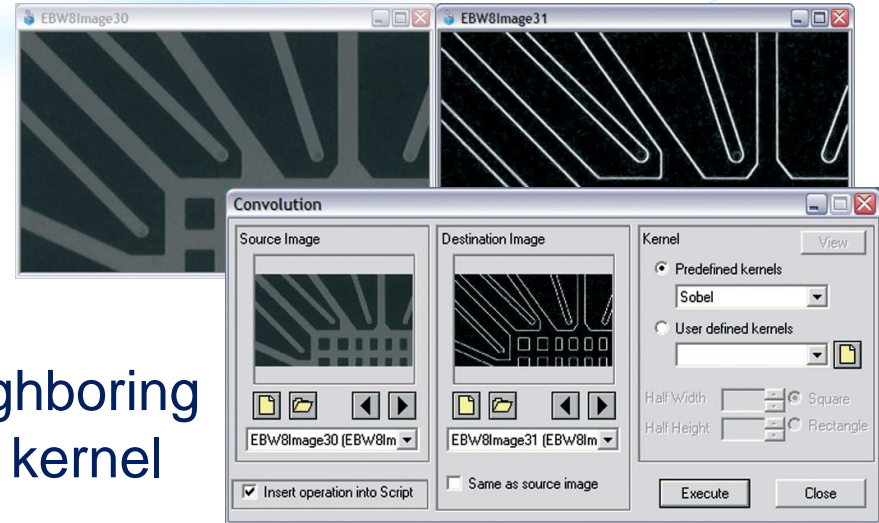 EBW8Image30
EBW8Image31
Convolution
Source Image
Destination Image
Kernel
View
Predefined kernels
Sobel
User defined kernels
Half Width
Square
Half Height
Rectangle
EBW8Image30 (EBW8Im
EBW8Image31 (EBW8Im
Insert operation into Script
Same as source image
Execute
Close
ghboring
kernel